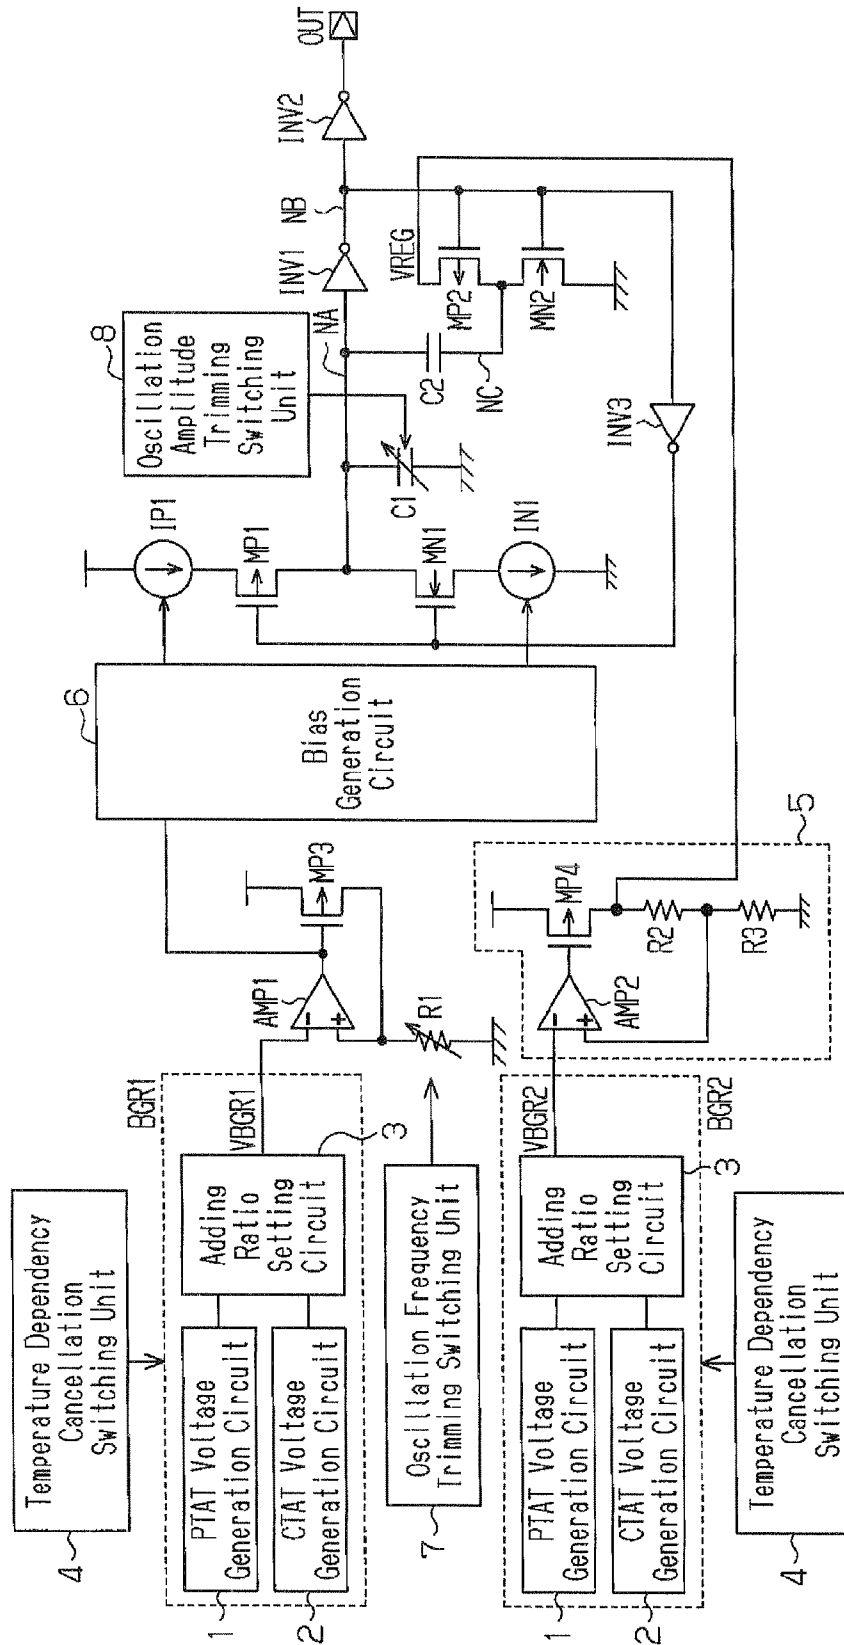 Temperature Dependency
Cancellation
Switching Unit
4
BGR1
PTAT Voltage
Generation Circuit
1
CTAT Voltage
Generation Circuit
2
Adding
Ratio
Setting
Circuit
3
VBGR1
AMP1
-
+
MP3
R1
Oscillation Frequency
Trimming Switching Unit
7
PTAT Voltage
Generation Circuit
1
CTAT Voltage
Generation Circuit
2
Adding
Ratio
Setting
Circuit
3
VBGR2
BGR2
Temperature Dependency
Cancellation
Switching Unit
4
AMP2
-
+
MP4
R2
R3
5
6
Bias
Generation
Circuit
IP1
MP1
MN1
IN1
8
Oscillation
Amplitude
Trimming
Switching
Unit
C1
NA
C2
NC
INV1
NB
VREG
MP2
MN2
INV3
INV2
OUT